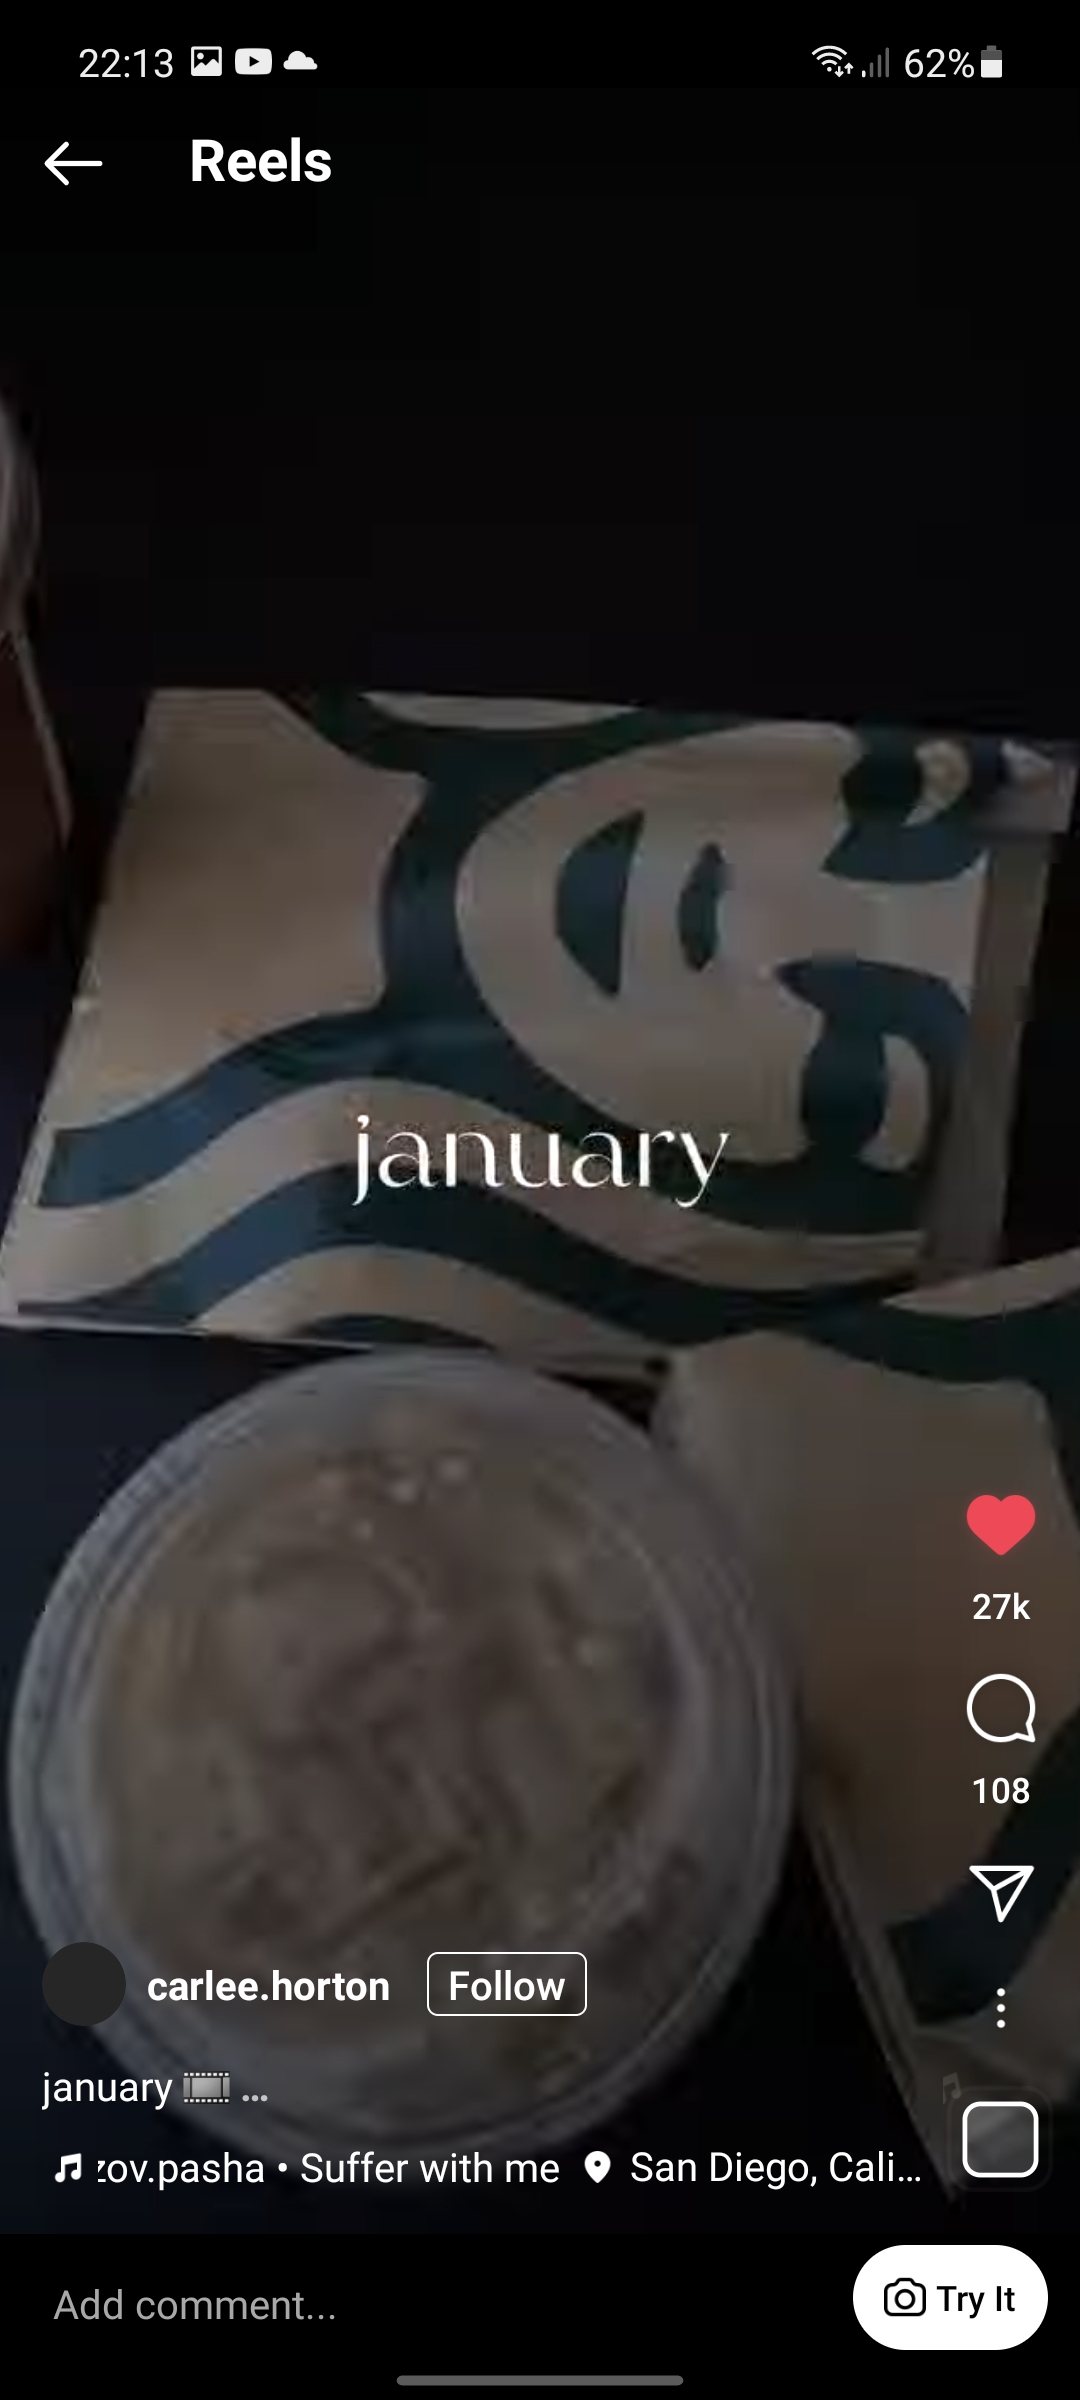 22:13
62%
Reels
january
27k
108
carlee.horton
Follow
january 🎞️ ...
zov.pasha • Suffer with me
San Diego, Cali...
Add comment...
Try It